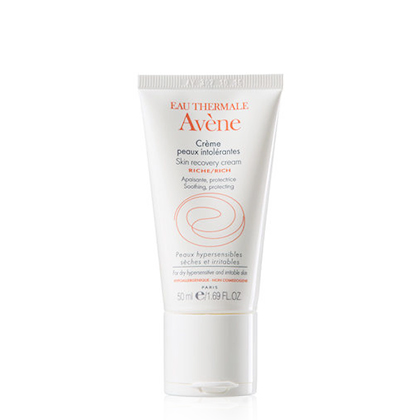 EAU THERMALE
Avène
Crème
peaux intolérantes
Skin recovery cream
RICHE/RICH
Apaisante, protectrice
Soothing, protecting
Peaux hypersensibles
sèches et irritables
For dry hypersensitive and irritable skin
PARIS
50 ml e/1.69 FL.OZ